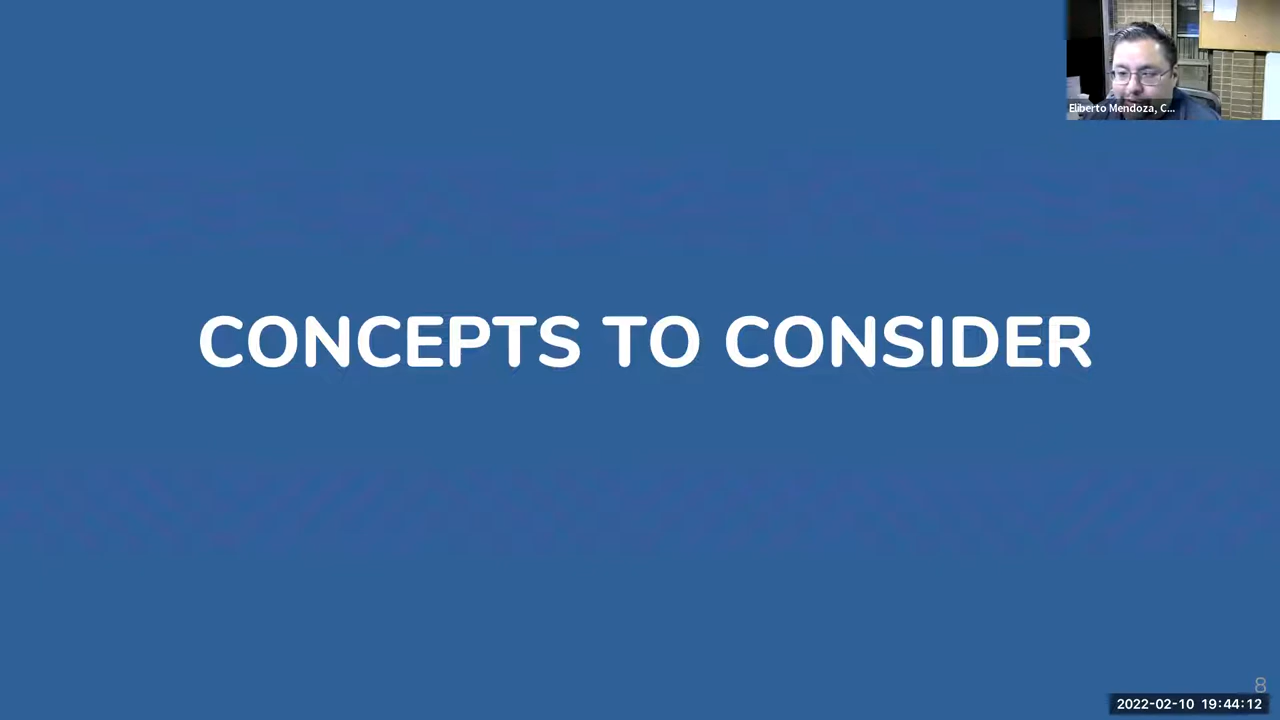 Eliberto Mendoza, C...
CONCEPTS TO CONSIDER
8
2022-02-10 19:44:12